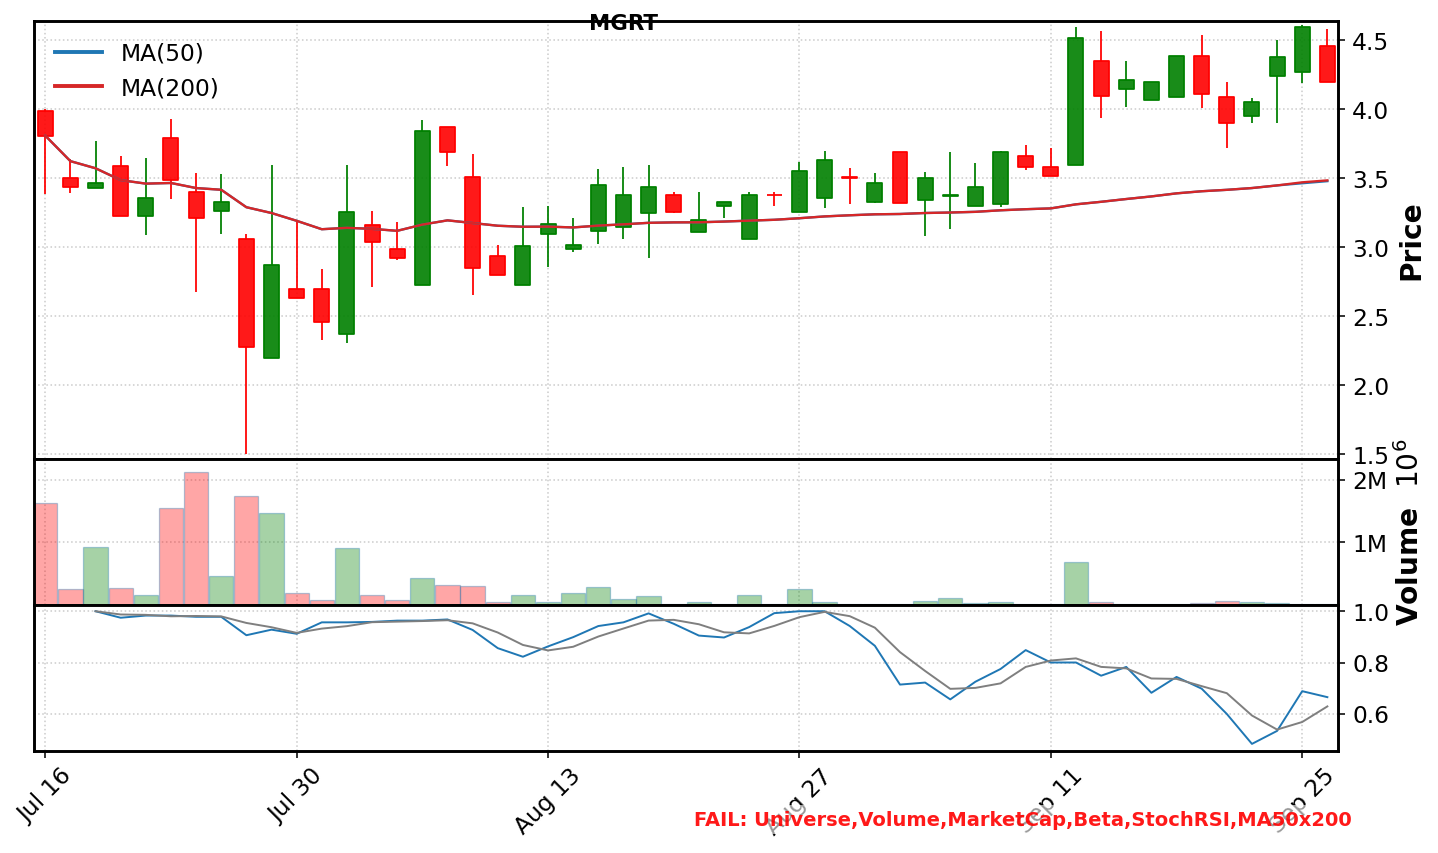 MGRT
MA(50)
MA(200)
4.5
4.0
3.5
3.0
2.5
2.0
1.5
Price
10⁶
2M
1M
Volume
1.0
0.8
0.6
Jul 16
Jul 30
Aug 13
Aug 27
Sep 11
Sep 25
FAIL: Universe,Volume,MarketCap,Beta,StochRSI,MA50x200